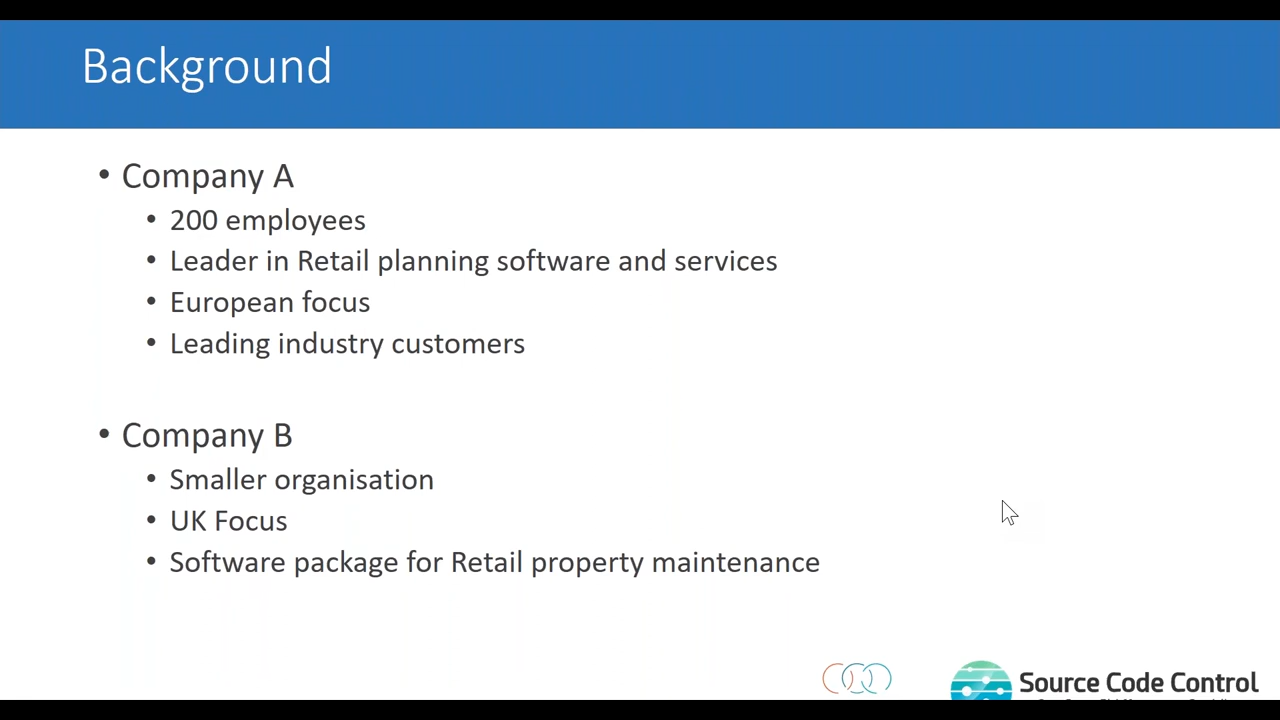 Background
• Company A
• 200 employees
• Leader in Retail planning software and services
• European focus
• Leading industry customers
• Company B
• Smaller organisation
• UK Focus
• Software package for Retail property maintenance
Source Code Control